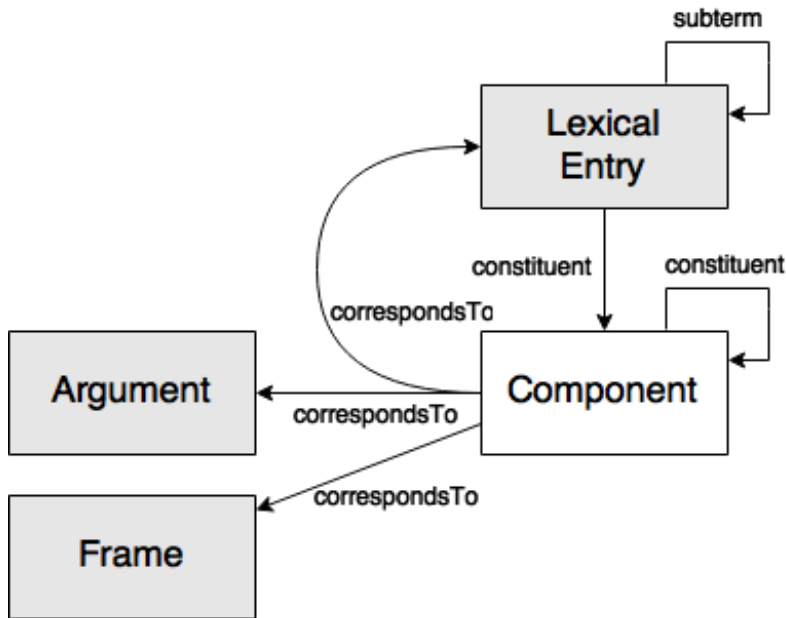 subterm
Lexical
Entry
constituent
constituent
correspondsTo
Argument
Component
correspondsTo
correspondsTo
Frame